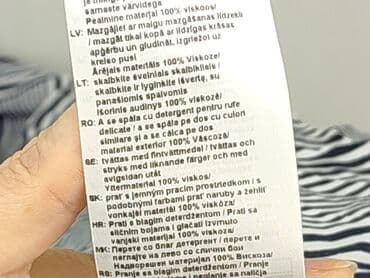 samaste värvidega
Pealmine materjal 100% viskoos/
LV: Mazgājiet ar maigu mazgāšanas līdzekli
/ mazgāt tikai kopā ar līdzīgas krāsas
apģērbu un gludināt, izgriežot uz
kreiso pusi
Ārējais materiāls 100% Viskoze/
LT: skalbkite švelniais skalbikliais /
skalbkite ir lyginkite išvertę, su
panašiomis spalvomis
Išorinis audinys 100% viskozė/
RO: A se spăla cu detergent pentru rufe
delicate / a se spăla pe dos cu culori
similare şi a se călca pe dos
material exterior 100% Vâscoză/
SE: tvättas med fintvättmedel / tvättas och
stryks med liknande färger och med
avigsidan utåt
Yttermaterial 100% viskos/
SK: prať s jemným pracím prostriedkom / s
podobnými farbami prať naruby a žehliť
vonkajší materiál 100% viskóza/
HR: Prati s blagim deterdžentom / Prati sa
sličnim bojama i glačati izvrnuto
vanjski materijal 100% viskoza/
МК: Перете со благ детергент / перете и
пеглајте на лево со слични бои
Надворешен материјал 100% Вискоза/
RS: Pranje sa blagim deterdžentom /